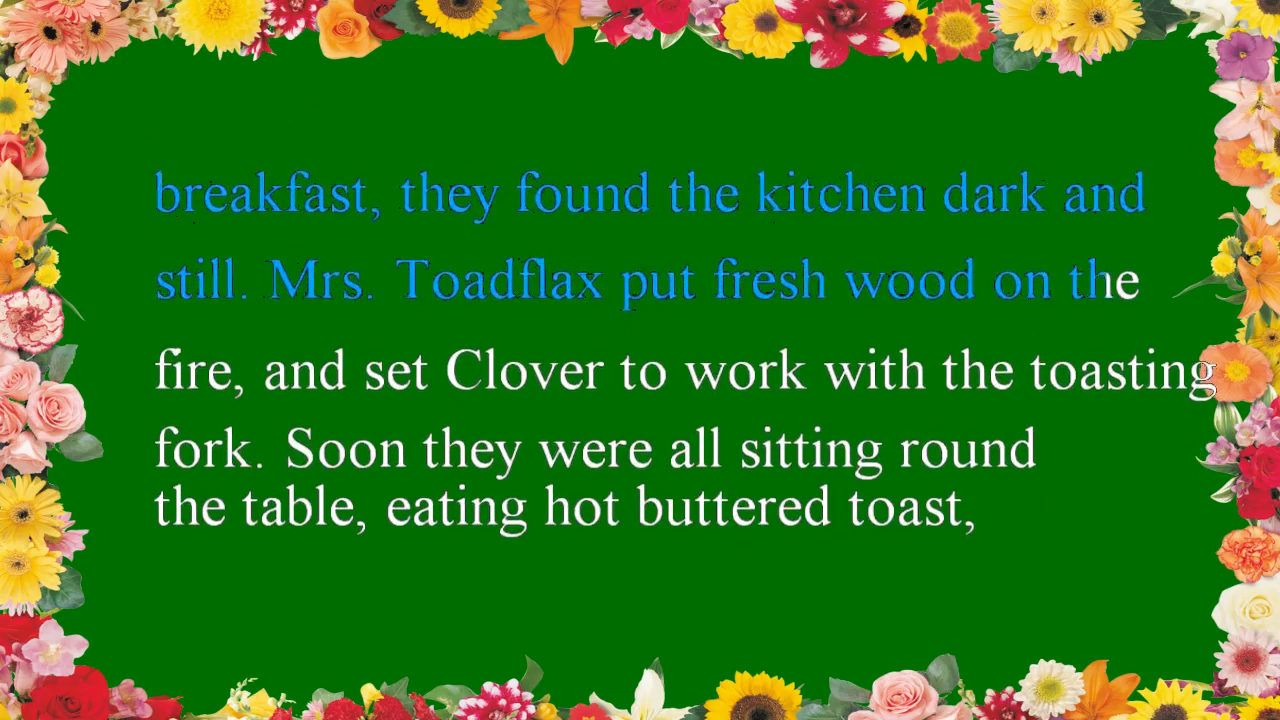 breakfast, they found the kitchen dark and
still. Mrs. Toadflax put fresh wood on the
fire, and set Clover to work with the toasting
fork. Soon they were all sitting round
the table, eating hot buttered toast,